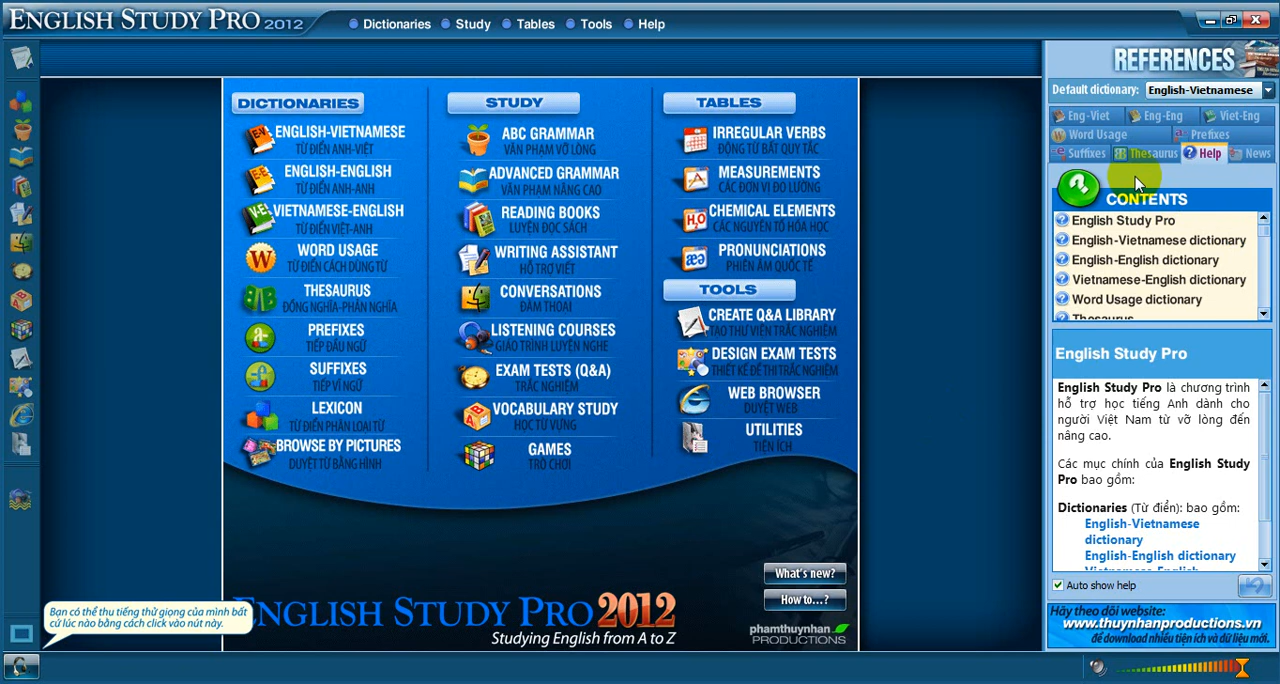 ENGLISH STUDY PRO 2012
Dictionaries
Study
Tables
Tools
Help
DICTIONARIES
ENGLISH-VIETNAMESE
TỪ ĐIỂN ANH-VIỆT
ENGLISH-ENGLISH
TỪ ĐIỂN ANH-ANH
VIETNAMESE-ENGLISH
TỪ ĐIỂN VIỆT-ANH
WORD USAGE
TỪ ĐIỂN CÁCH DÙNG TỪ
THESAURUS
ĐỒNG NGHĨA-PHẢN NGHĨA
PREFIXES
TIẾP ĐẦU NGỮ
SUFFIXES
TIẾP VĨ NGỮ
LEXICON
TỪ ĐIỂN PHÂN LOẠI TỪ
BROWSE BY PICTURES
DUYỆT TỪ BẰNG HÌNH
STUDY
ABC GRAMMAR
VĂN PHẠM VỠ LÒNG
ADVANCED GRAMMAR
VĂN PHẠM NÂNG CAO
READING BOOKS
LUYỆN ĐỌC SÁCH
WRITING ASSISTANT
HỖ TRỢ VIẾT
CONVERSATIONS
ĐÀM THOẠI
LISTENING COURSES
GIÁO TRÌNH LUYỆN NGHE
EXAM TESTS (Q&A)
TRẮC NGHIỆM
VOCABULARY STUDY
HỌC TỪ VỰNG
GAMES
TRÒ CHƠI
TABLES
IRREGULAR VERBS
ĐỘNG TỪ BẤT QUY TẮC
MEASUREMENTS
CÁC ĐƠN VỊ ĐO LƯỜNG
CHEMICAL ELEMENTS
CÁC NGUYÊN TỐ HÓA HỌC
PRONUNCIATIONS
PHIÊN ÂM QUỐC TẾ
TOOLS
CREATE Q&A LIBRARY
TẠO THƯ VIỆN TRẮC NGHIỆM
DESIGN EXAM TESTS
THIẾT KẾ ĐỀ THI TRẮC NGHIỆM
WEB BROWSER
DUYỆT WEB
UTILITIES
TIỆN ÍCH
What's new?
How to...?
ENGLISH STUDY PRO 2012
Studying English from A to Z
phamthuynhan
PRODUCTIONS
Bạn có thể thu tiếng thử giọng của mình bất
cứ lúc nào bằng cách click vào nút này.
REFERENCES
Default dictionary: English-Vietnamese
Eng-Viet
Eng-Eng
Viet-Eng
Word Usage
Prefixes
Suffixes
Thesaurus
Help
News
CONTENTS
English Study Pro
English-Vietnamese dictionary
English-English dictionary
Vietnamese-English dictionary
Word Usage dictionary
Thesaurus
English Study Pro
English Study Pro là chương trình
hỗ trợ học tiếng Anh dành cho
người Việt Nam từ vỡ lòng đến
nâng cao.
Các mục chính của English Study
Pro bao gồm:
Dictionaries (Từ điển): bao gồm:
English-Vietnamese
dictionary
English-English dictionary
Vietnamese-English
Auto show help
Hãy theo dõi website:
www.thuynhanproductions.vn
để download nhiều tiện ích và dữ liệu mới.